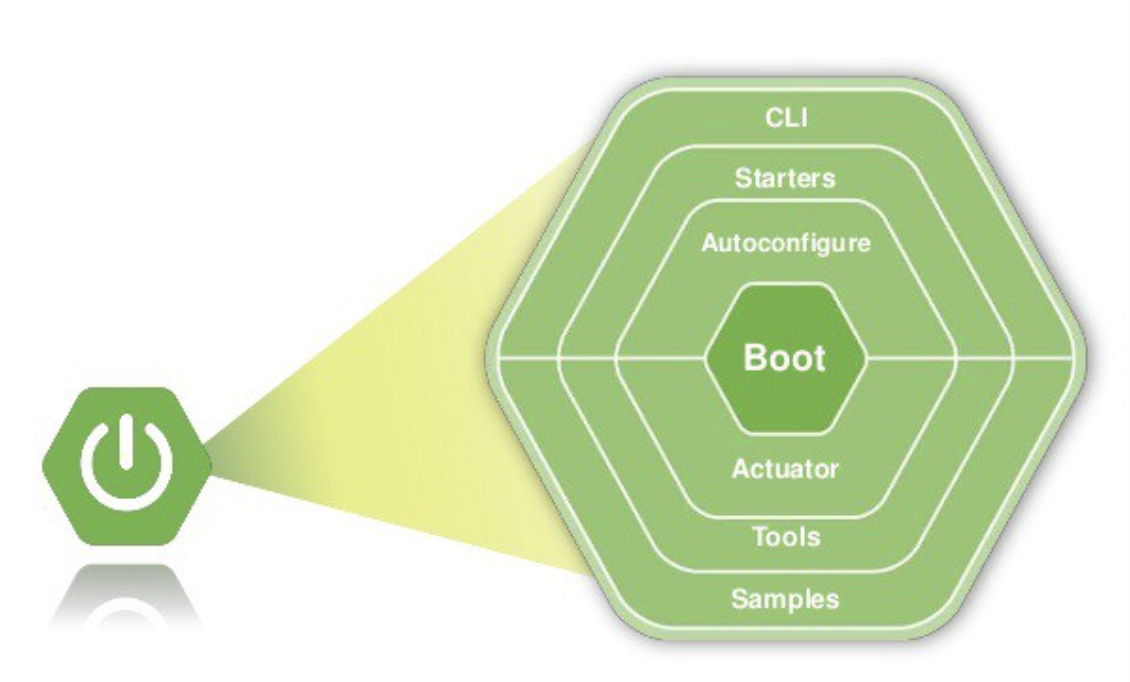 CLI
Starters
Autoconfigure
Boot
Actuator
Tools
Samples